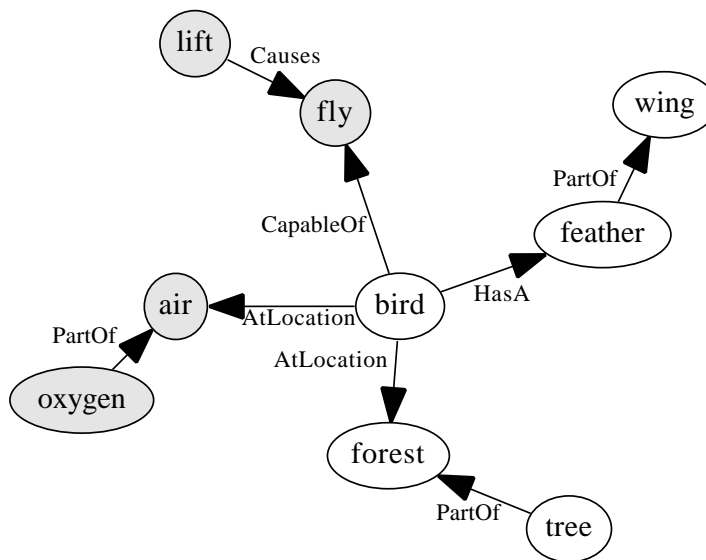 lift
Causes
fly
wing
PartOf
CapableOf
feather
HasA
air
AtLocation
bird
PartOf
AtLocation
oxygen
forest
PartOf
tree